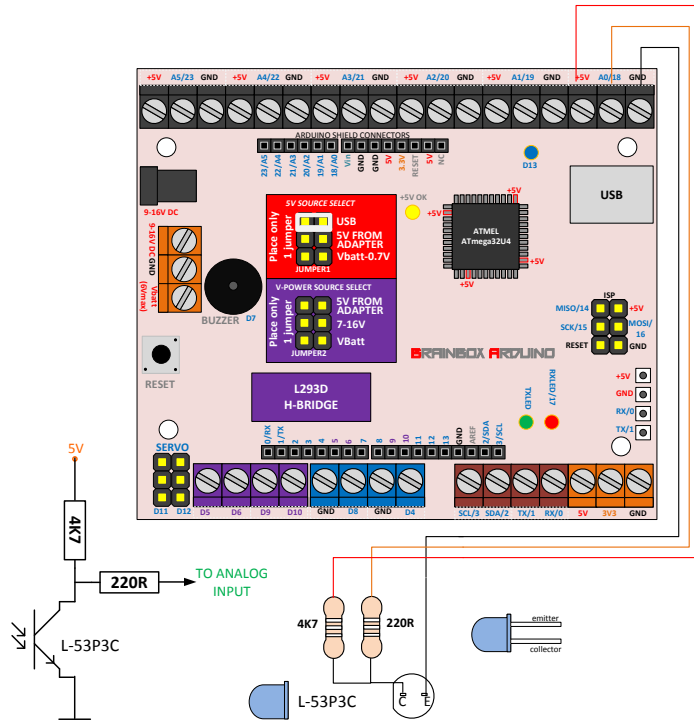 +5V A5/23 GND +5V A4/22 GND +5V A3/21 GND +5V A2/20 GND +5V A1/19 GND +5V A0/18 GND
ARDUINO SHIELD CONNECTORS
23/A5 22/A4 21/A3 20/A2 19/A1 18/A0 Vin GND GND 5V 3.3V RESET 5V NC
D13
9-16V DC
5V SOURCE SELECT
Place only
1 jumper
USB
5V FROM
ADAPTER
Vbatt-0.7V
JUMPER1
+5V OK
+5V
+5V
ATMEL
ATmega32U4
+5V
+5V
USB
9-16V DC
GND
Vbatt
(6Vmax)
BUZZER D7
V-POWER SOURCE SELECT
Place only
1 jumper
5V FROM
ADAPTER
7-16V
VBatt
JUMPER2
ISP
MISO/14 +5V
SCK/15 MOSI/
16
RESET GND
BRAINBOX ARDUINO
RESET
L293D
H-BRIDGE
TXLED
RXLED/17
+5V
GND
RX/0
TX/1
0/RX 1/TX 2 3 4 5 6 7 8 9 10 11 12 13 GND AREF 2/SDA 3/SCL
SERVO
D11 D12
D5 D6 D9 D10 GND D8 GND D4 SCL/3 SDA/2 TX/1 RX/0 5V 3V3 GND
5V
4K7
220R
TO ANALOG
INPUT
L-53P3C
4K7
220R
L-53P3C
C E
emitter
collector